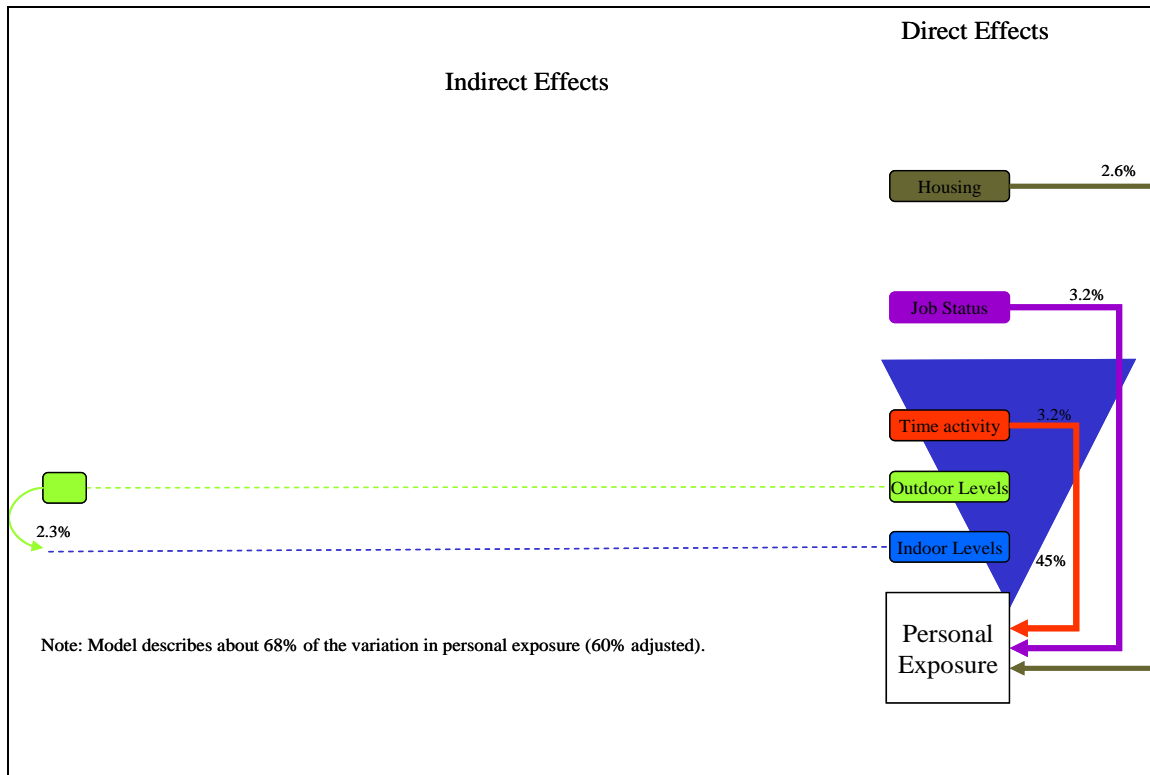 Direct Effects
Indirect Effects
2.6%
Housing
3.2%
Job Status
3.2%
Time activity
Outdoor Levels
2.3%
Indoor Levels
45%
Note: Model describes about 68% of the variation in personal exposure (60% adjusted).
Personal
Exposure